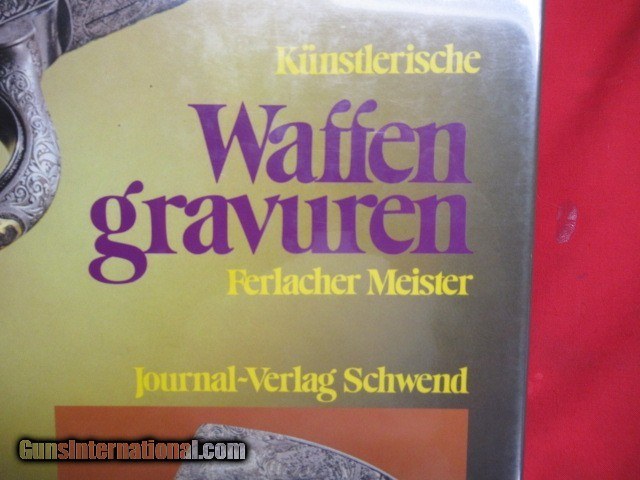 Künstlerische
Waffen
gravuren
Ferlacher Meister
Journal-Verlag Schwend
GunsInternational.com